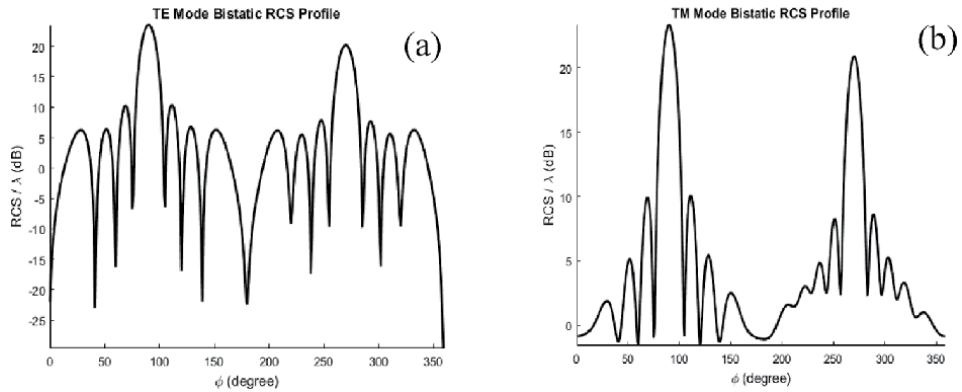 TE Mode Bistatic RCS Profile
(a)
RCS / λ (dB)
20
15
10
5
0
-5
-10
-15
-20
-25
0 50 100 150 200 250 300 350
ϕ (degree)
TM Mode Bistatic RCS Profile
(b)
RCS / λ (dB)
20
15
10
5
0
0 50 100 150 200 250 300 350
ϕ (degree)